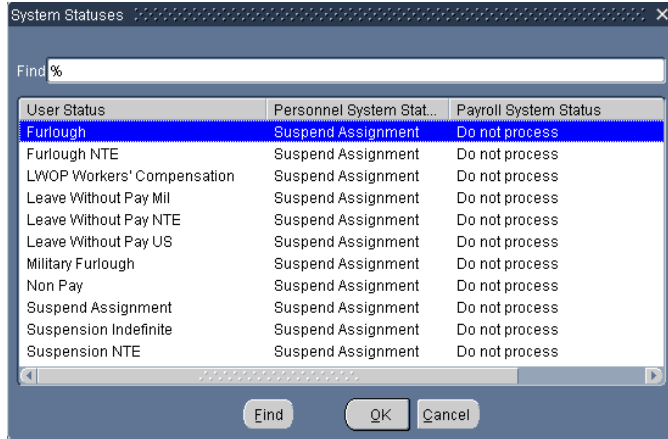 System Statuses
Find %
User Status Personnel System Stat... Payroll System Status
Furlough Suspend Assignment Do not process
Furlough NTE Suspend Assignment Do not process
LWOP Workers' Compensation Suspend Assignment Do not process
Leave Without Pay Mil Suspend Assignment Do not process
Leave Without Pay NTE Suspend Assignment Do not process
Leave Without Pay US Suspend Assignment Do not process
Military Furlough Suspend Assignment Do not process
Non Pay Suspend Assignment Do not process
Suspend Assignment Suspend Assignment Do not process
Suspension Indefinite Suspend Assignment Do not process
Suspension NTE Suspend Assignment Do not process
Find OK Cancel